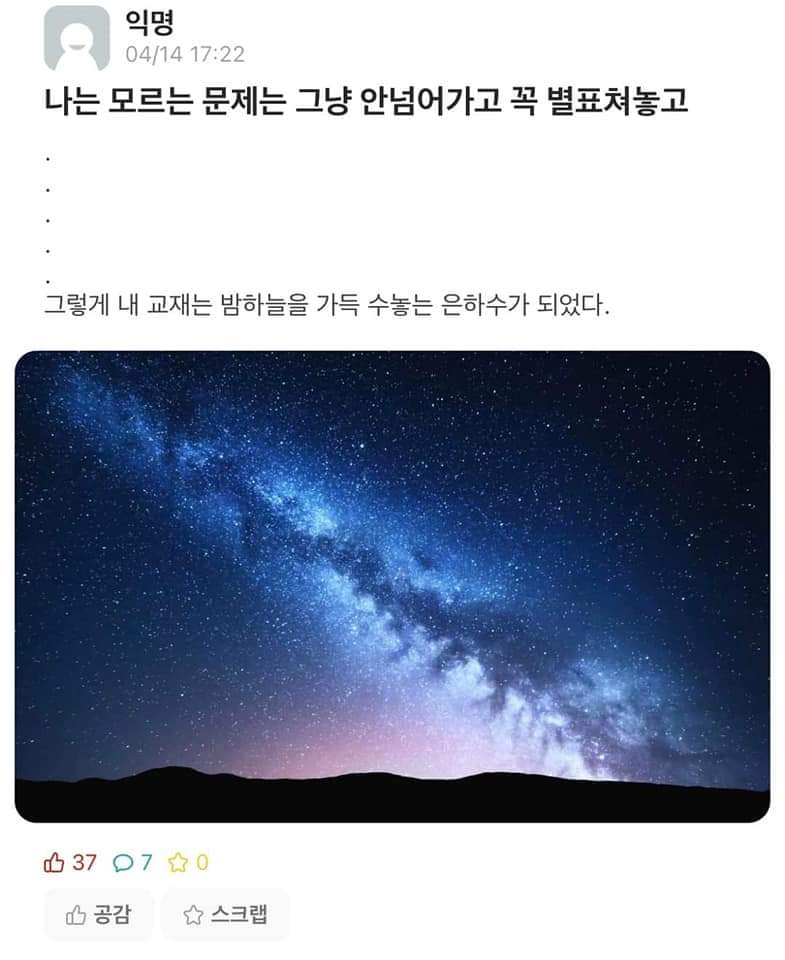 익명
04/14 17:22
나는 모르는 문제는 그냥 안넘어가고 꼭 별표쳐놓고
.
.
.
.
.
그렇게 내 교재는 밤하늘을 가득 수놓는 은하수가 되었다.
37 7 0
공감 스크랩